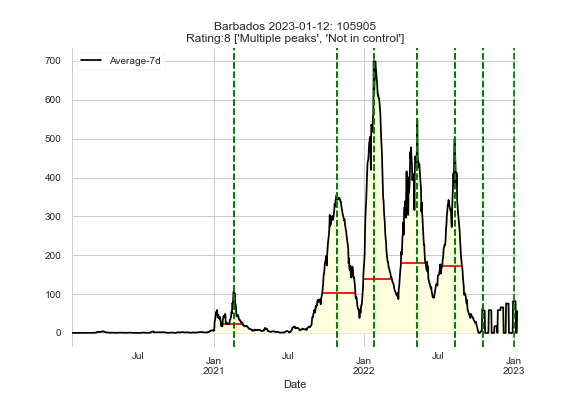 Barbados 2023-01-12: 105905
Rating:8 ['Multiple peaks', 'Not in control']
Average-7d
700
600
500
400
300
200
100
0
Jul
Jan
2021
Jul
Jan
2022
Jul
Jan
2023
Date